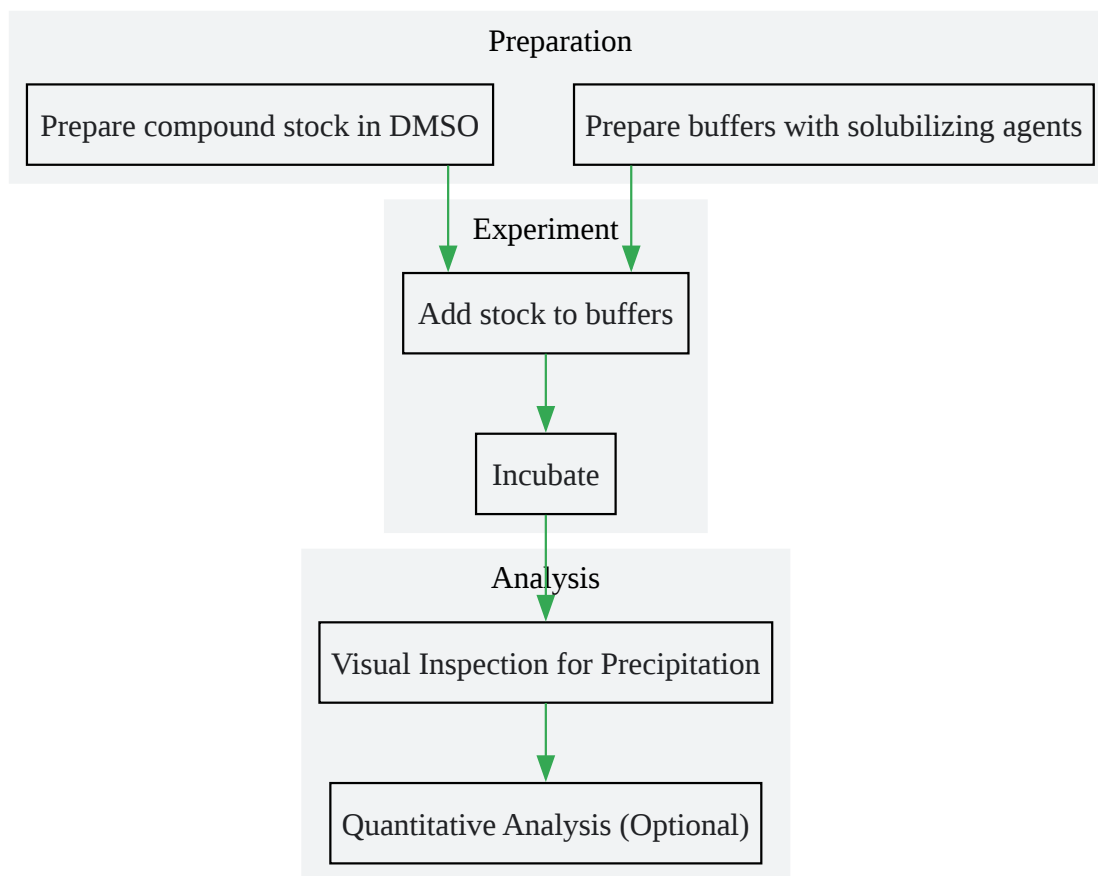 Preparation
Prepare compound stock in DMSO
Prepare buffers with solubilizing agents
Experiment
Add stock to buffers
Incubate
Analysis
Visual Inspection for Precipitation
Quantitative Analysis (Optional)